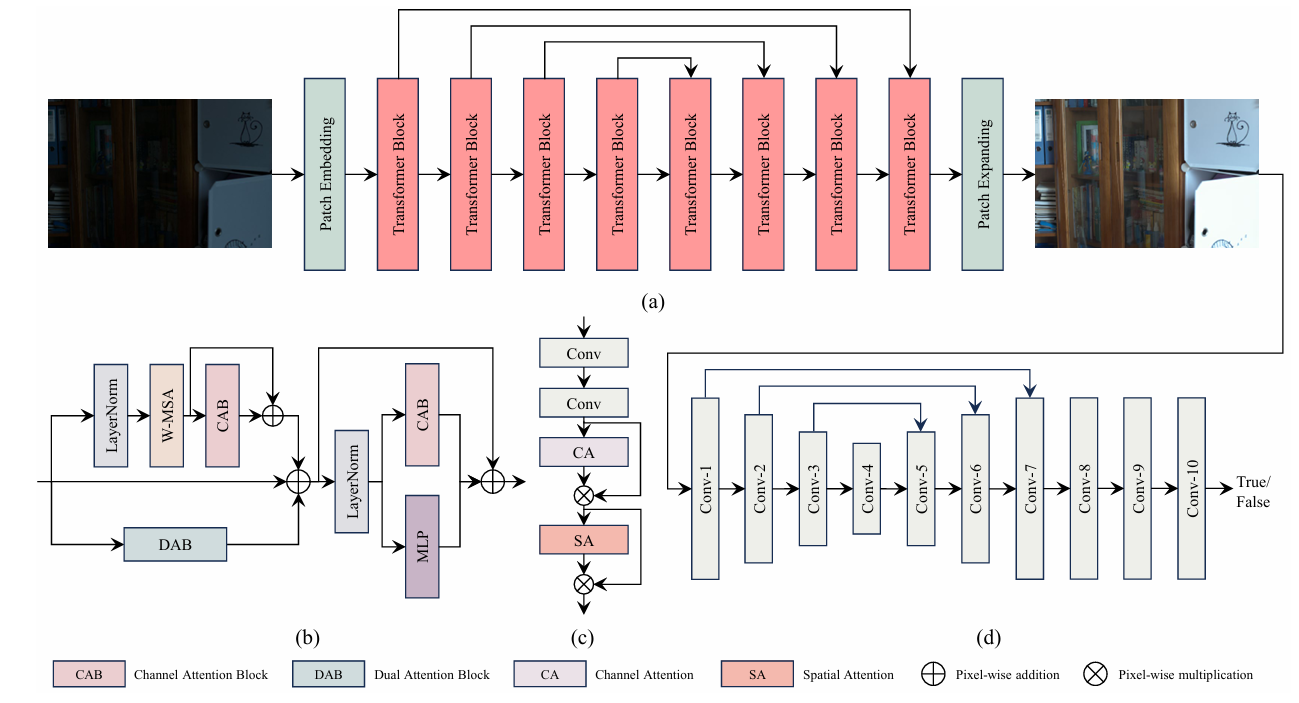 Patch Embedding
Transformer Block
Transformer Block
Transformer Block
Transformer Block
Transformer Block
Transformer Block
Transformer Block
Transformer Block
Patch Expanding
(a)
LayerNorm
W-MSA
CAB
DAB
LayerNorm
CAB
MLP
(b)
Conv
Conv
CA
SA
(c)
Conv-1
Conv-2
Conv-3
Conv-4
Conv-5
Conv-6
Conv-7
Conv-8
Conv-9
Conv-10
True/
False
(d)
CAB Channel Attention Block
DAB Dual Attention Block
CA Channel Attention
SA Spatial Attention
Pixel-wise addition
Pixel-wise multiplication